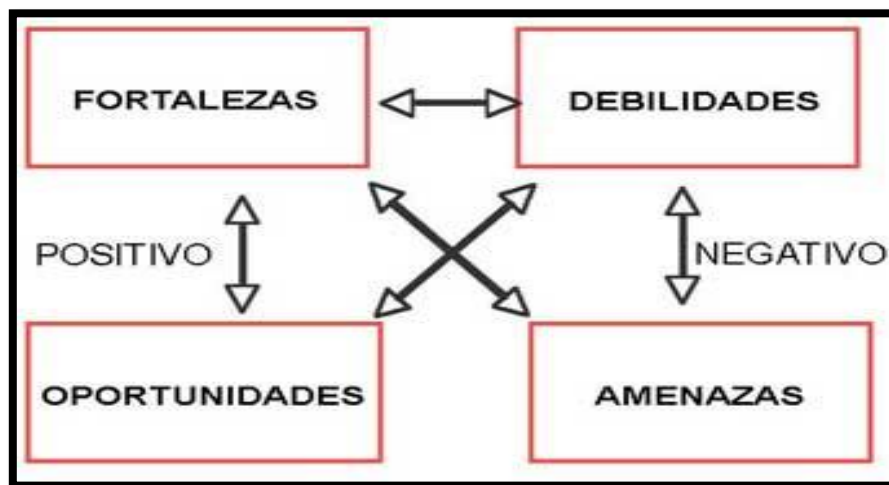 FORTALEZAS
DEBILIDADES
POSITIVO
NEGATIVO
OPORTUNIDADES
AMENAZAS